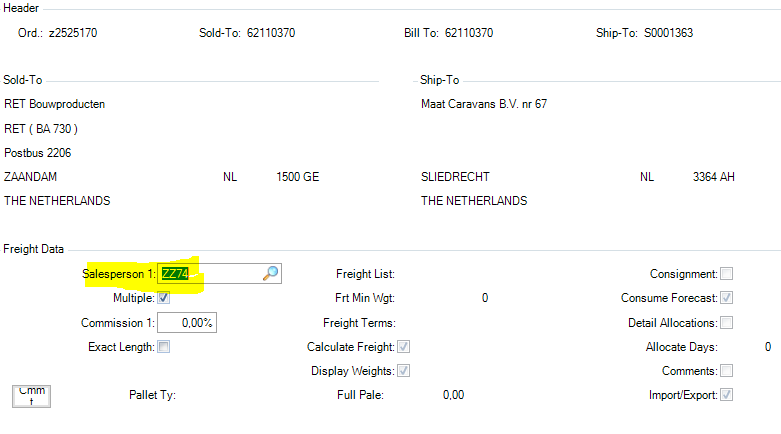 Header
Ord.: z2525170 Sold-To: 62110370 Bill To: 62110370 Ship-To: S0001363
Sold-To Ship-To
RET Bouwproducten Maat Caravans B.V. nr 67
RET ( BA 730 )
Postbus 2206
ZAANDAM NL 1500 GE SLIEDRECHT NL 3364 AH
THE NETHERLANDS THE NETHERLANDS
Freight Data
Salesperson 1: ZZ74 Freight List: Consignment:
Multiple: Frt Min Wgt: 0 Consume Forecast:
Commission 1: 0,00% Freight Terms: Detail Allocations:
Exact Length: Calculate Freight: Allocate Days: 0
Display Weights: Comments:
Cmm
t Pallet Ty: Full Pale: 0,00 Import/Export: